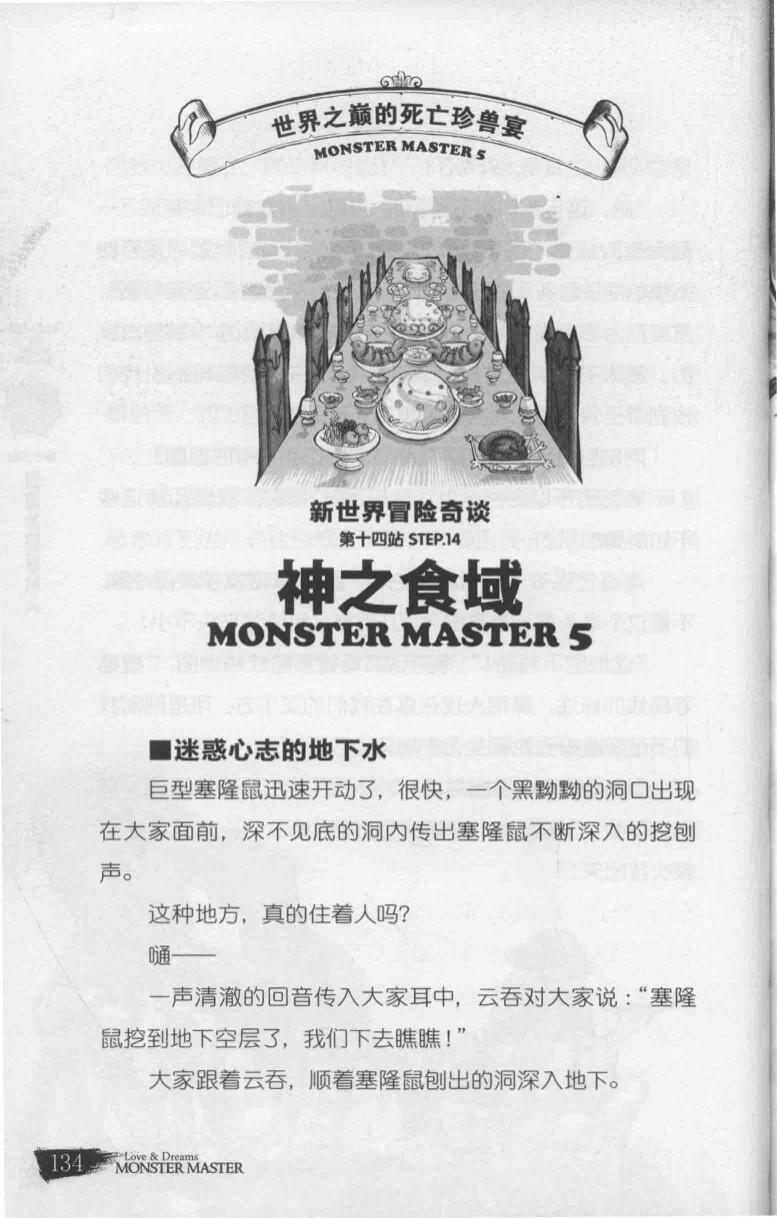 世界之巅的死亡珍兽宴
MONSTER MASTER 5
新世界冒险奇谈
第十四站 STEP.14
神之食域
MONSTER MASTER 5
■迷惑心志的地下水
巨型塞隆鼠迅速开动了，很快，一个黑黝黝的洞口出现
在大家面前，深不见底的洞内传出塞隆鼠不断深入的挖刨
声。
这种地方，真的住着人吗？
嗵——
一声清澈的回音传入大家耳中，云吞对大家说：“塞隆
鼠挖到地下空层了，我们下去瞧瞧！”
大家跟着云吞，顺着塞隆鼠刨出的洞深入地下。
134
Love & Dreams
MONSTER MASTER